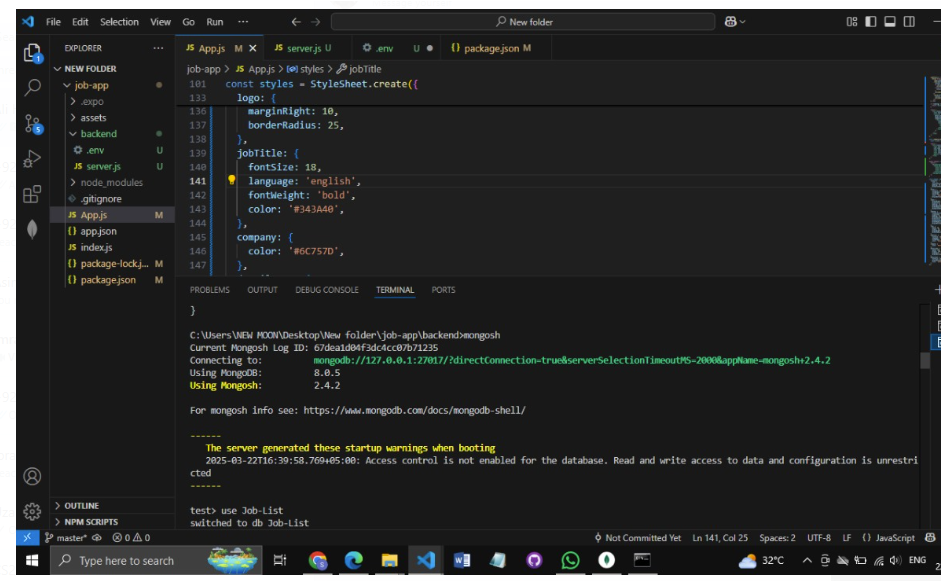 File Edit Selection View Go Run ··· ← → New folder
EXPLORER ···
NEW FOLDER
job-app
.expo
assets
backend
.env U
JS server.js U
node_modules
.gitignore
JS App.js M
{} app.json
JS index.js
{} package-lock.j... M
{} package.json M
OUTLINE
NPM SCRIPTS
JS App.js M × JS server.js U .env U ● {} package.json M
job-app > JS App.js > styles > jobTitle
101 const styles = StyleSheet.create({
133 logo: {
136 marginRight: 10,
137 borderRadius: 25,
138 },
139 jobTitle: {
140 fontSize: 18,
141 language: 'english',
142 fontWeight: 'bold',
143 color: '#343A40',
144 },
145 company: {
146 color: '#6C757D',
147 },
PROBLEMS OUTPUT DEBUG CONSOLE TERMINAL PORTS
}
C:\Users\NEW MOON\Desktop\New folder\job-app\backend>mongosh
Current Mongosh Log ID: 67dea1d04f3dc4cc07b71235
Connecting to: mongodb://127.0.0.1:27017/?directConnection=true&serverSelectionTimeoutMS=2000&appName=mongosh+2.4.2
Using MongoDB: 8.0.5
Using Mongosh: 2.4.2
For mongosh info see: https://www.mongodb.com/docs/mongodb-shell/
------
The server generated these startup warnings when booting
2025-03-22T16:39:58.769+05:00: Access control is not enabled for the database. Read and write access to data and configuration is unrestri
cted
------
test> use Job-List
switched to db Job-List
master* 0 0 Not Committed Yet Ln 141, Col 25 Spaces: 2 UTF-8 LF {} JavaScript
Type here to search 32°C ENG